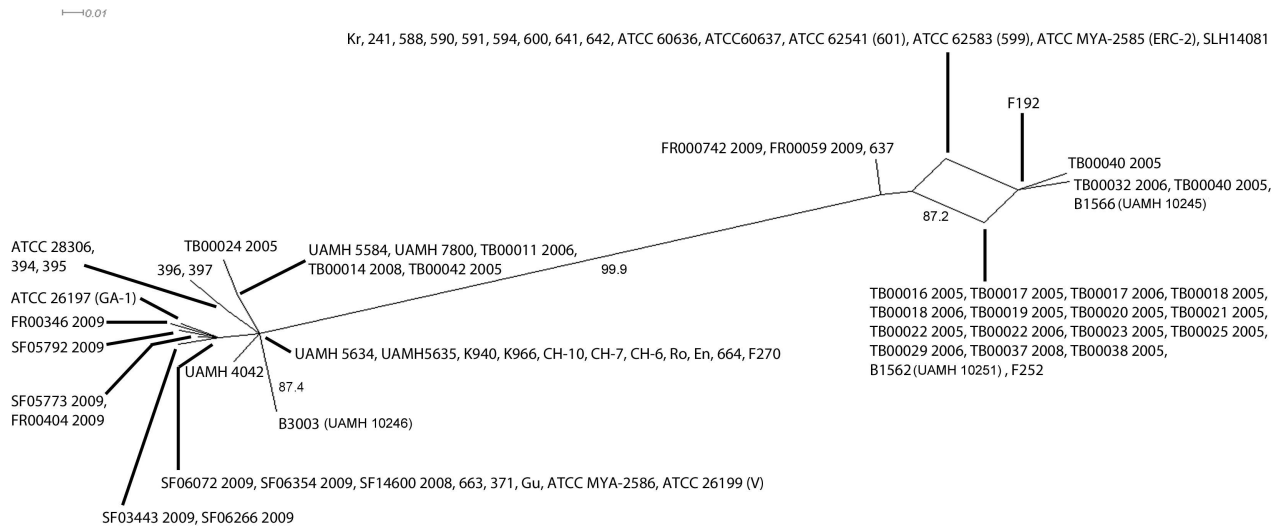 0.01
Kr, 241, 588, 590, 591, 594, 600, 641, 642, ATCC 60636, ATCC60637, ATCC 62541 (601), ATCC 62583 (599), ATCC MYA-2585 (ERC-2), SLH14081
F192
FR000742 2009, FR00059 2009, 637
TB00040 2005
TB00032 2006, TB00040 2005,
B1566 (UAMH 10245)
87.2
ATCC 28306,
394, 395
TB00024 2005
396, 397
UAMH 5584, UAMH 7800, TB00011 2006,
TB00014 2008, TB00042 2005
99.9
ATCC 26197 (GA-1)
FR00346 2009
SF05792 2009
TB00016 2005, TB00017 2005, TB00017 2006, TB00018 2005,
TB00018 2006, TB00019 2005, TB00020 2005, TB00021 2005,
TB00022 2005, TB00022 2006, TB00023 2005, TB00025 2005,
TB00029 2006, TB00037 2008, TB00038 2005,
B1562 (UAMH 10251) , F252
UAMH 5634, UAMH5635, K940, K966, CH-10, CH-7, CH-6, Ro, En, 664, F270
UAMH 4042
87.4
SF05773 2009,
FR00404 2009
B3003 (UAMH 10246)
SF06072 2009, SF06354 2009, SF14600 2008, 663, 371, Gu, ATCC MYA-2586, ATCC 26199 (V)
SF03443 2009, SF06266 2009